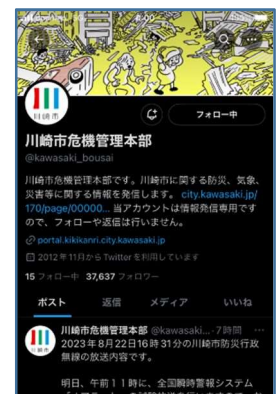 8:00
川崎市
フォロー中
川崎市危機管理本部
@kawasaki_bousai
川崎市危機管理本部です。川崎市に関する防災、気象、
災害等に関する情報を発信します。 city.kawasaki.jp/
170/page/00000... 当アカウントは情報発信専用です
ので、フォローや返信は行いません。
portal.kikikanri.city.kawasaki.jp
2012年11月からTwitterを利用しています
15 フォロー中 37,637 フォロワー
ポスト 返信 メディア いいね
川崎市危機管理本部 @kawasaki... ·7時間 ...
2023年8月22日16時31分の川崎市防災行政
無線の放送内容です。
明日、午前11時に、全国瞬時警報システム